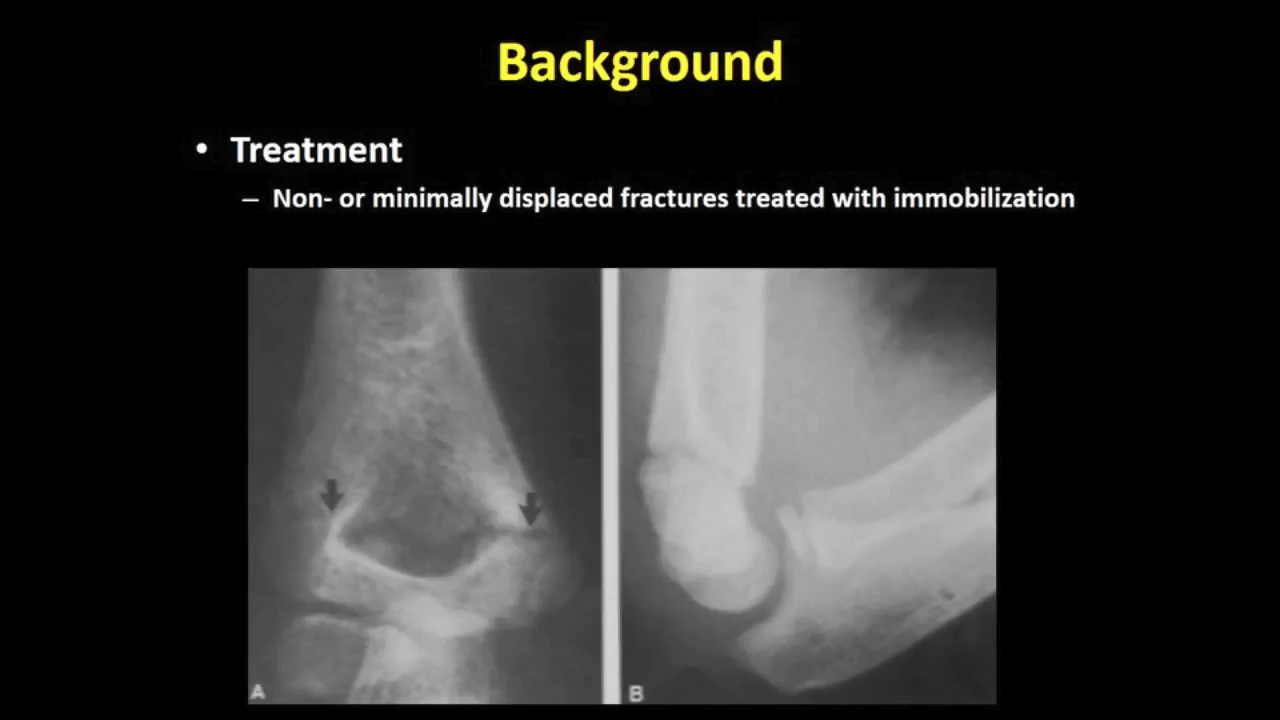 Background
• Treatment
– Non- or minimally displaced fractures treated with immobilization
A
B